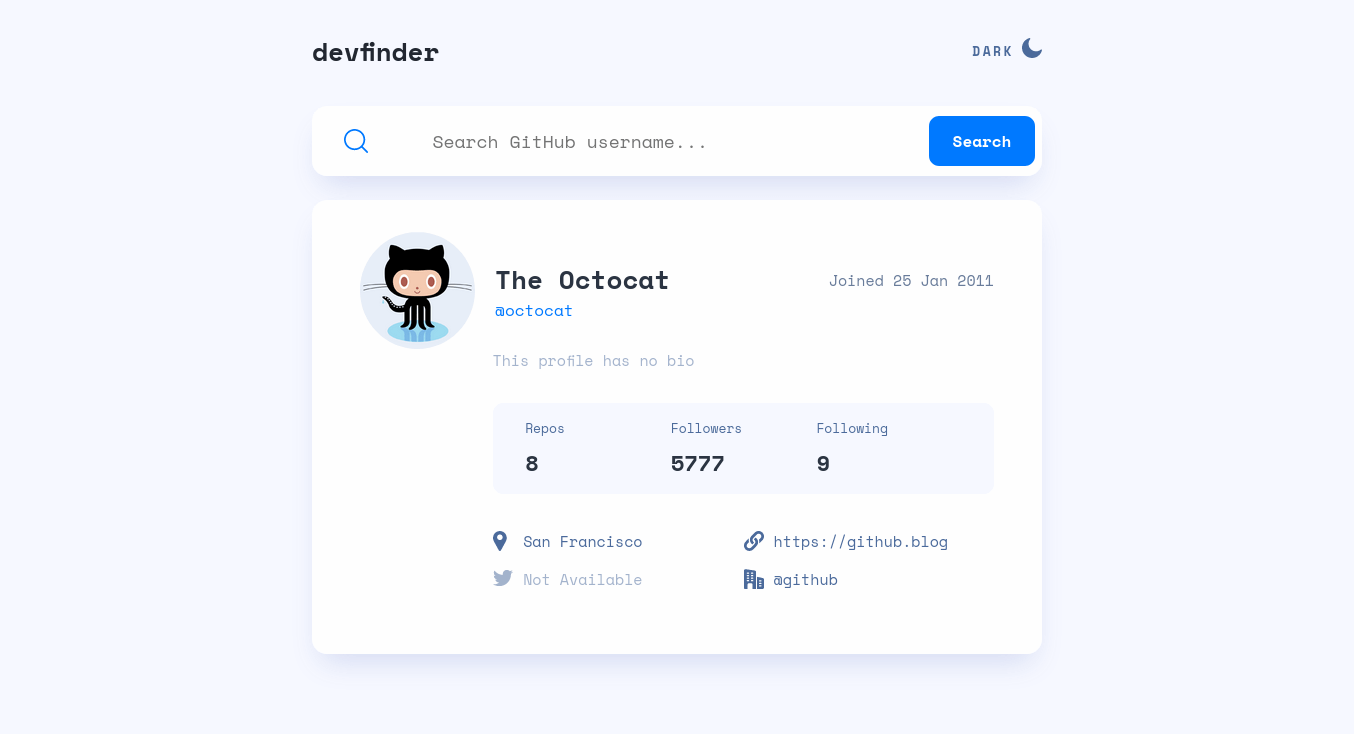 devfinder
DARK
Search GitHub username...
Search
The Octocat
Joined 25 Jan 2011
@octocat
This profile has no bio
Repos
Followers
Following
8
5777
9
San Francisco
https://github.blog
Not Available
@github